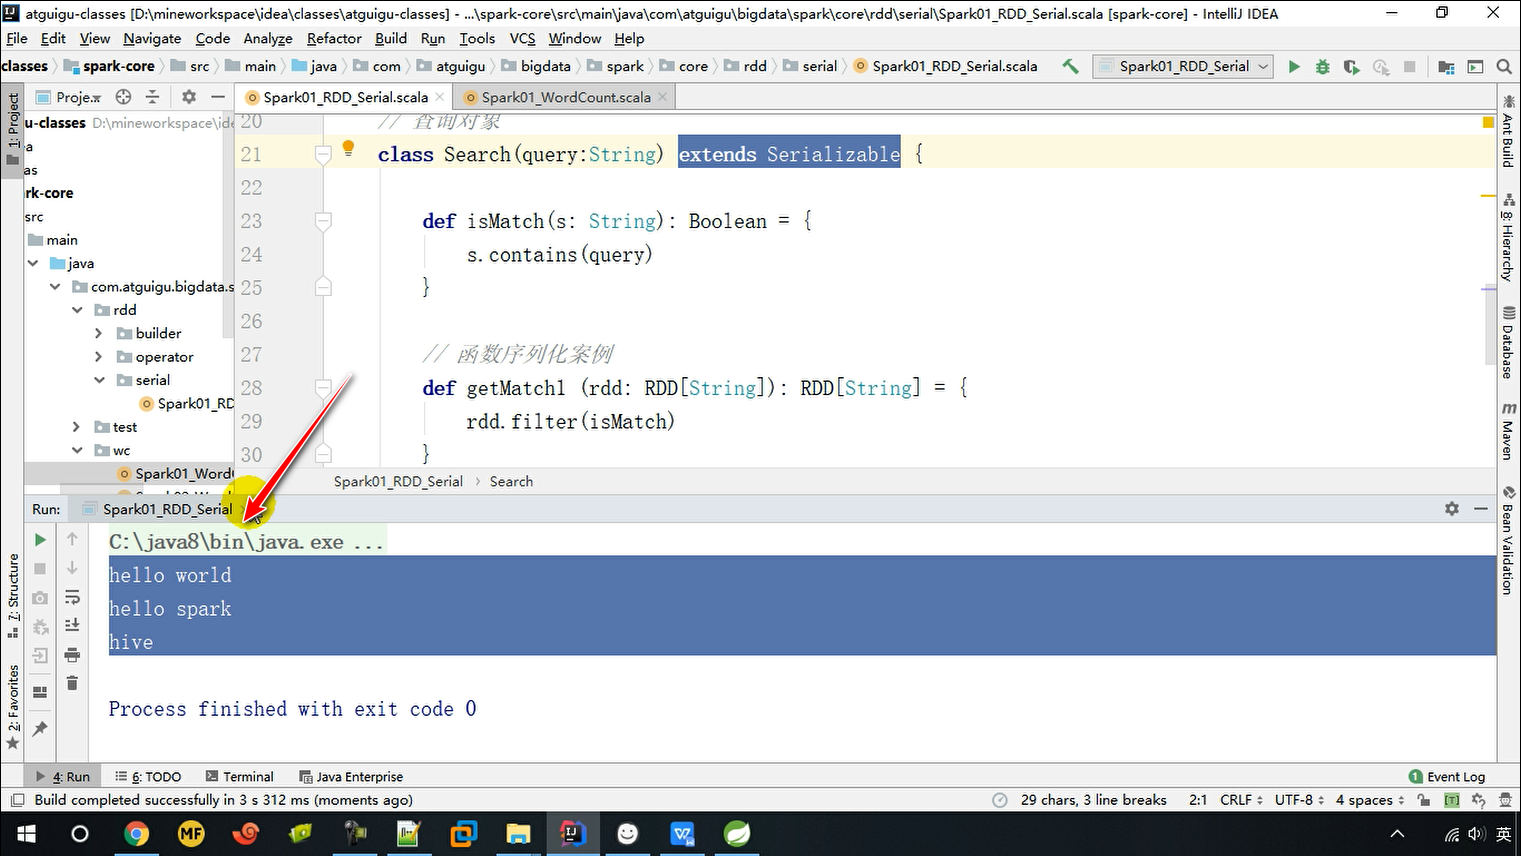 atguigu-classes [D:\mineworkspace\idea\classes\atguigu-classes] - ...\spark-core\src\main\java\com\atguigu\bigdata\spark\core\rdd\serial\Spark01_RDD_Serial.scala [spark-core] - IntelliJ IDEA
File Edit View Navigate Code Analyze Refactor Build Run Tools VCS Window Help
classes spark-core src main java com atguigu bigdata spark core rdd serial Spark01_RDD_Serial.scala Spark01_RDD_Serial
1: Project
Proje..
Spark01_RDD_Serial.scala Spark01_WordCount.scala
u-classes D:\mineworkspace\ide
a
as
rk-core
src
main
java
com.atguigu.bigdata.s
rdd
builder
operator
serial
Spark01_RD
test
wc
Spark01_Word
20 // 查询对象
21 class Search(query:String) extends Serializable {
22
23 def isMatch(s: String): Boolean = {
24 s.contains(query)
25 }
26
27 // 函数序列化案例
28 def getMatch1 (rdd: RDD[String]): RDD[String] = {
29 rdd.filter(isMatch)
30 }
Spark01_RDD_Serial › Search
Ant Build
8: Hierarchy
Database
Maven
Bean Validation
Run: Spark01_RDD_Serial
C:\java8\bin\java.exe ...
hello world
hello spark
hive
Process finished with exit code 0
7: Structure
2: Favorites
4: Run 6: TODO Terminal Java Enterprise 1 Event Log
Build completed successfully in 3 s 312 ms (moments ago) 29 chars, 3 line breaks 2:1 CRLF UTF-8 4 spaces [T]
MF 英